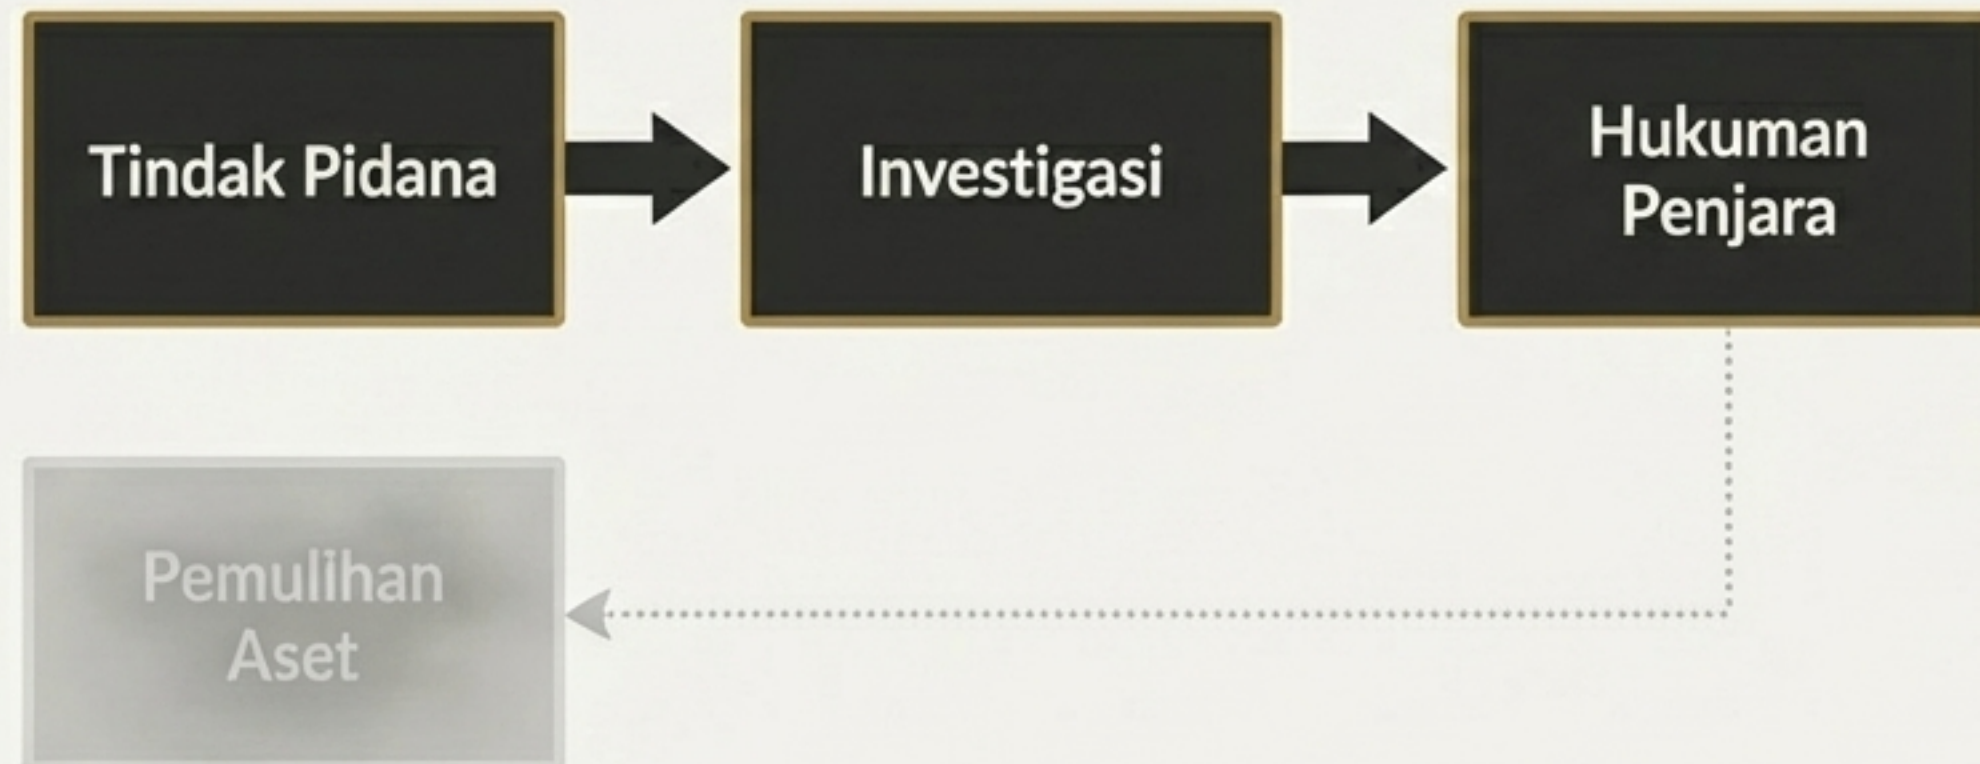 Tindak Pidana
Investigasi
Hukuman
Penjara
Pemulihan
Aset